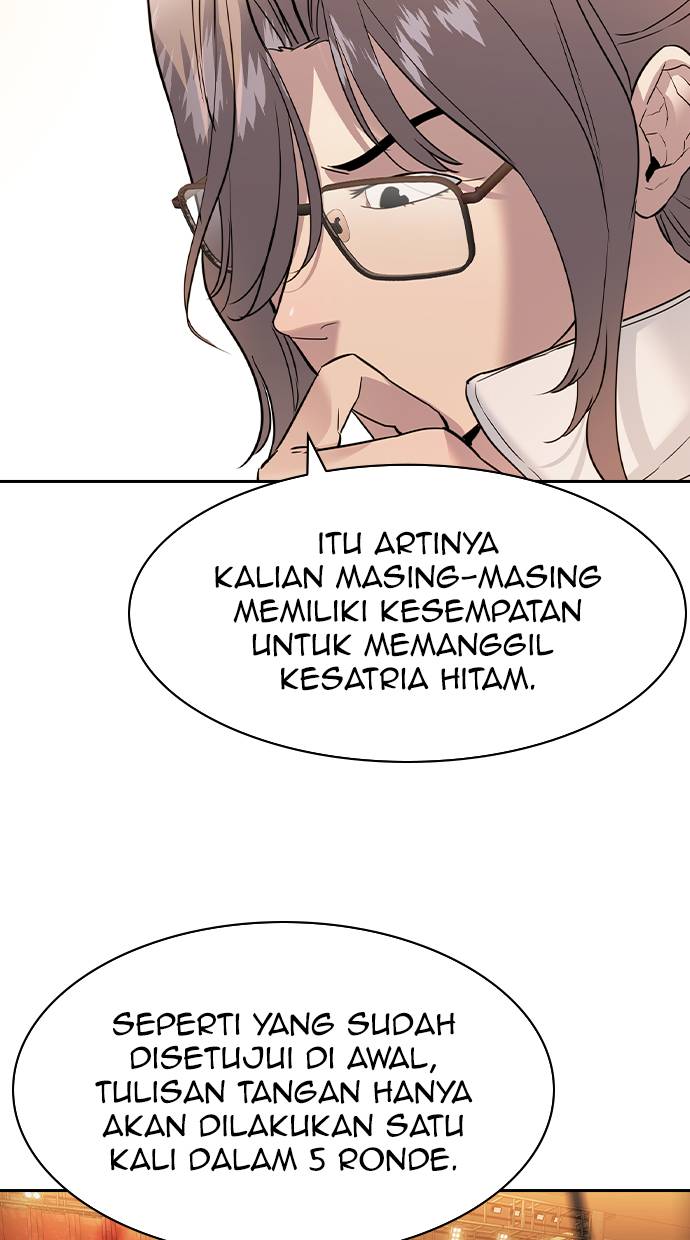 ITU ARTINYA
KALIAN MASING-MASING
MEMILIKI KESEMPATAN
UNTUK MEMANGGIL
KESATRIA HITAM.
SEPERTI YANG SUDAH
DISETUJUI DI AWAL,
TULISAN TANGAN HANYA
AKAN DILAKUKAN SATU
KALI DALAM 5 RONDE.